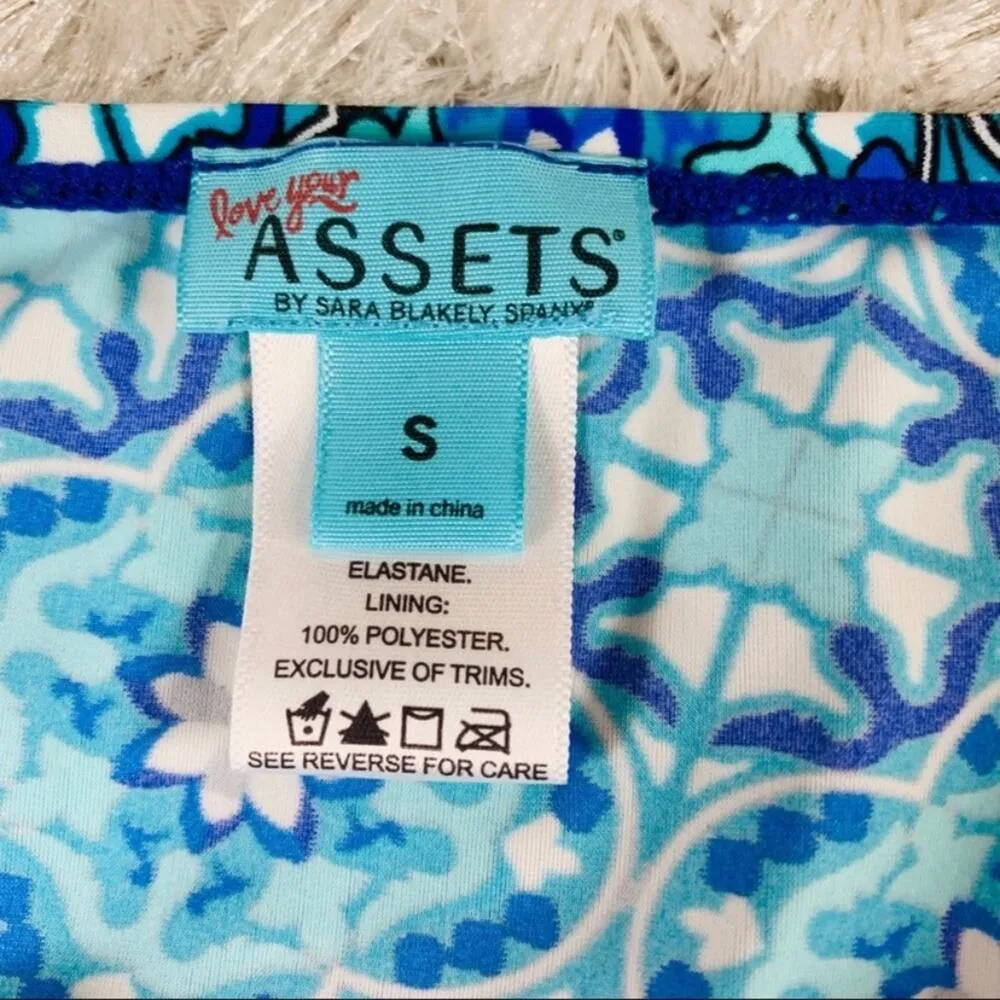 love your
ASSETS®
BY SARA BLAKELY, SPANX®
S
made in china
ELASTANE.
LINING:
100% POLYESTER.
EXCLUSIVE OF TRIMS.
SEE REVERSE FOR CARE